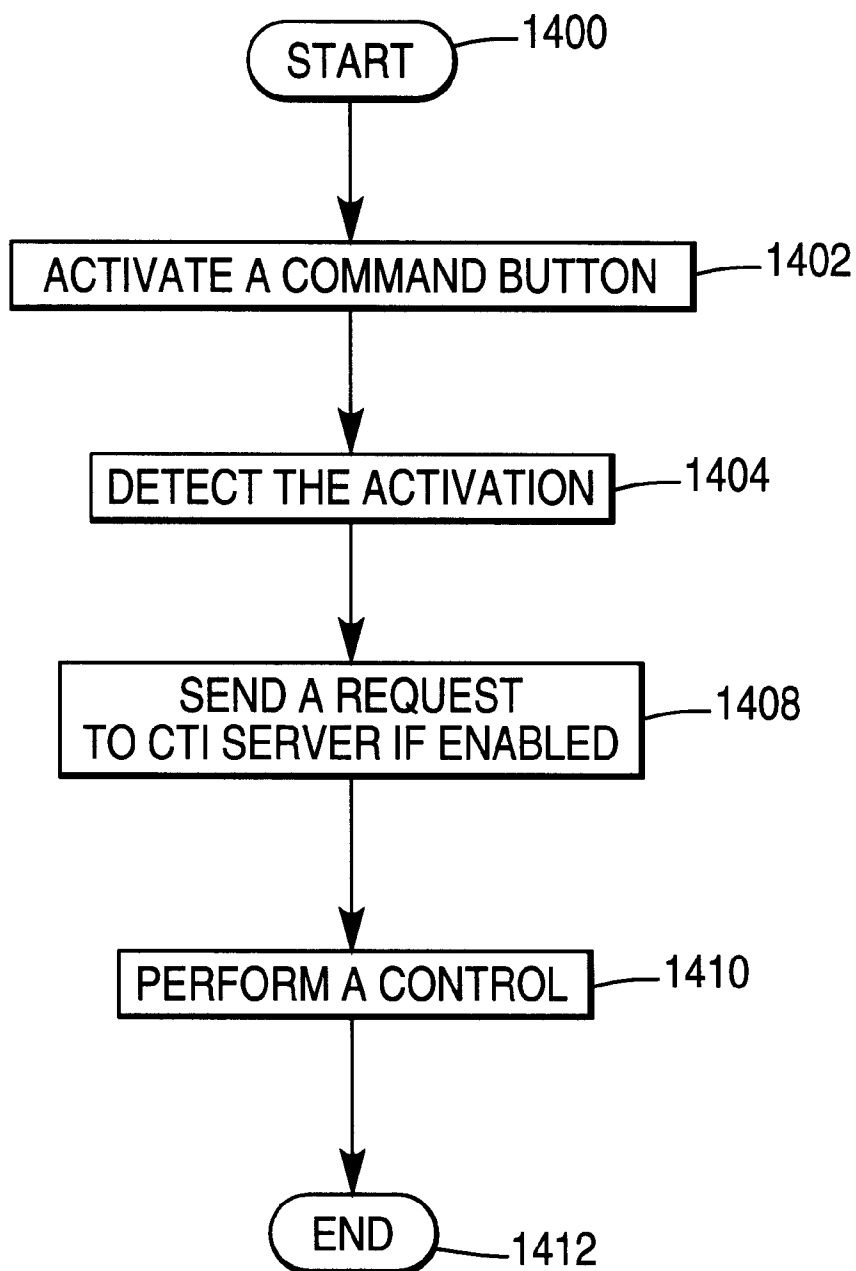 START
1400
ACTIVATE A COMMAND BUTTON
1402
DETECT THE ACTIVATION
1404
SEND A REQUEST
TO CTI SERVER IF ENABLED
1408
PERFORM A CONTROL
1410
END
1412